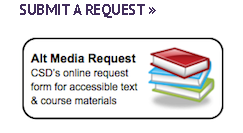 SUBMIT A REQUEST »
Alt Media Request
CSD's online request
form for accessible text
& course materials